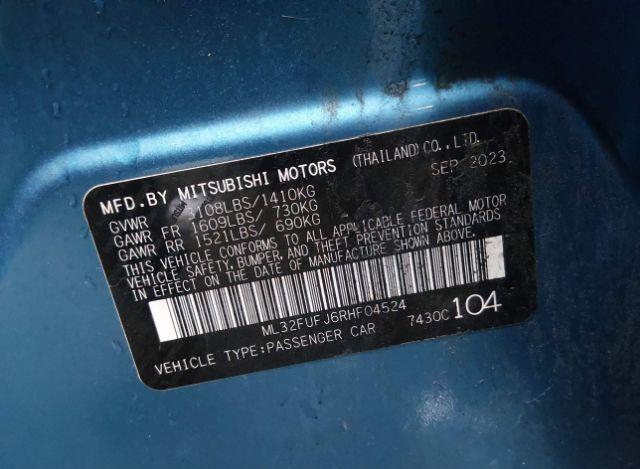 MFD. BY MITSUBISHI MOTORS (THAILAND) CO., LTD.
SEP 2023
GVWR 3108LBS/1410KG
GAWR FR 1609LBS/ 730KG
GAWR RR 1521LBS/ 690KG
THIS VEHICLE CONFORMS TO ALL APPLICABLE FEDERAL MOTOR
VEHICLE SAFETY, BUMPER, AND THEFT PREVENTION STANDARDS
IN EFFECT ON THE DATE OF MANUFACTURE SHOWN ABOVE.
ML32FUFJ6RHF04524
VEHICLE TYPE:PASSENGER CAR 7430C 104